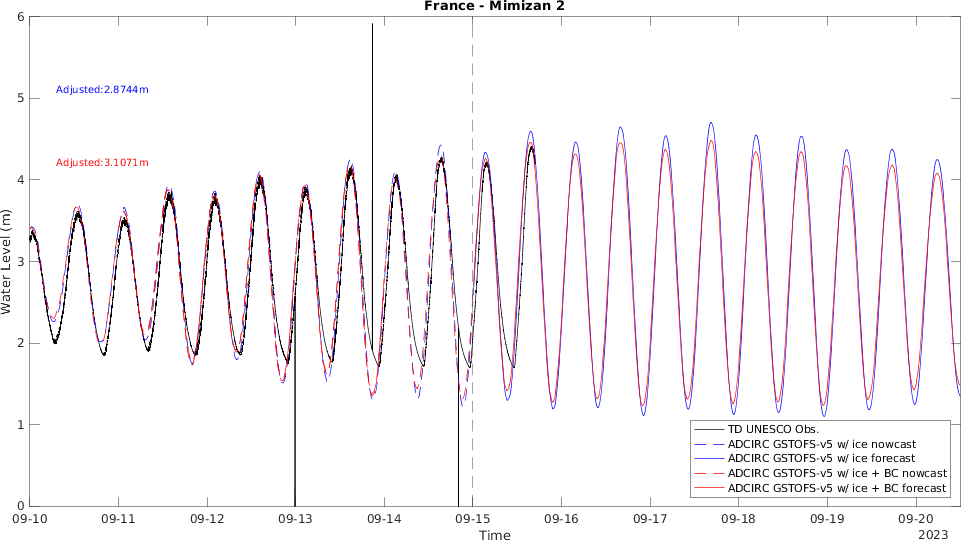 France - Mimizan 2
6
5
4
3
2
1
0
Water Level (m)
Adjusted:2.8744m
Adjusted:3.1071m
TD UNESCO Obs.
ADCIRC GSTOFS-v5 w/ ice nowcast
ADCIRC GSTOFS-v5 w/ ice forecast
ADCIRC GSTOFS-v5 w/ ice + BC nowcast
ADCIRC GSTOFS-v5 w/ ice + BC forecast
09-10 09-11 09-12 09-13 09-14 09-15 09-16 09-17 09-18 09-19 09-20
Time
2023